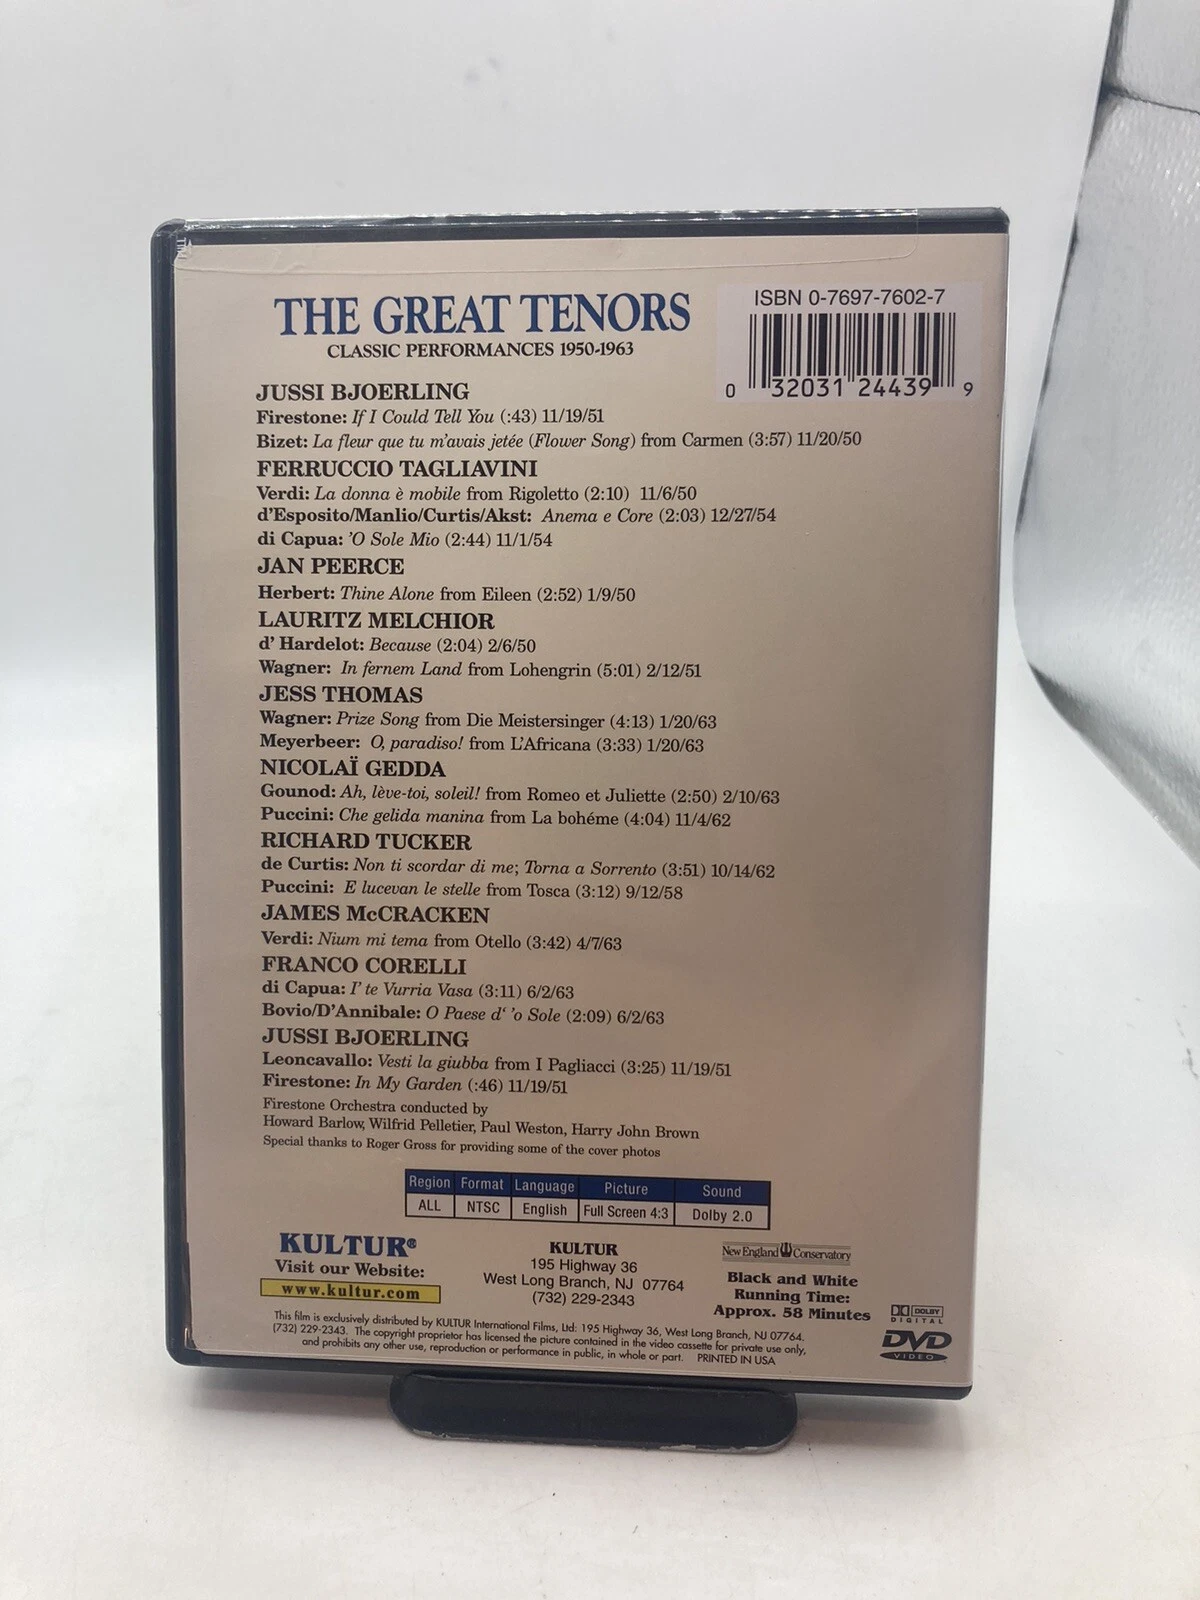 THE GREAT TENORS
CLASSIC PERFORMANCES 1950-1963
ISBN 0-7697-7602-7
0 32031 24439 9
JUSSI BJOERLING
Firestone: If I Could Tell You (:43) 11/19/51
Bizet: La fleur que tu m'avais jetée (Flower Song) from Carmen (3:57) 11/20/50
FERRUCCIO TAGLIAVINI
Verdi: La donna è mobile from Rigoletto (2:10) 11/6/50
d'Esposito/Manlio/Curtis/Akst: Anema e Core (2:03) 12/27/54
di Capua: 'O Sole Mio (2:44) 11/1/54
JAN PEERCE
Herbert: Thine Alone from Eileen (2:52) 1/9/50
LAURITZ MELCHIOR
d' Hardelot: Because (2:04) 2/6/50
Wagner: In fernem Land from Lohengrin (5:01) 2/12/51
JESS THOMAS
Wagner: Prize Song from Die Meistersinger (4:13) 1/20/63
Meyerbeer: O, paradiso! from L'Africana (3:33) 1/20/63
NICOLAÏ GEDDA
Gounod: Ah, lève-toi, soleil! from Romeo et Juliette (2:50) 2/10/63
Puccini: Che gelida manina from La bohéme (4:04) 11/4/62
RICHARD TUCKER
de Curtis: Non ti scordar di me; Torna a Sorrento (3:51) 10/14/62
Puccini: E lucevan le stelle from Tosca (3:12) 9/12/58
JAMES McCRACKEN
Verdi: Nium mi tema from Otello (3:42) 4/7/63
FRANCO CORELLI
di Capua: I' te Vurria Vasa (3:11) 6/2/63
Bovio/D'Annibale: O Paese d' 'o Sole (2:09) 6/2/63
JUSSI BJOERLING
Leoncavallo: Vesti la giubba from I Pagliacci (3:25) 11/19/51
Firestone: In My Garden (:46) 11/19/51
Firestone Orchestra conducted by
Howard Barlow, Wilfrid Pelletier, Paul Weston, Harry John Brown
Special thanks to Roger Gross for providing some of the cover photos
Region Format Language Picture Sound
ALL NTSC English Full Screen 4:3 Dolby 2.0
KULTUR®
Visit our Website:
www.kultur.com
KULTUR
195 Highway 36
West Long Branch, NJ 07764
(732) 229-2343
New England Conservatory
Black and White
Running Time:
Approx. 58 Minutes
DOLBY
DIGITAL
DVD
VIDEO
This film is exclusively distributed by KULTUR International Films, Ltd: 195 Highway 36, West Long Branch, NJ 07764.
(732) 229-2343. The copyright proprietor has licensed the picture contained in the video cassette for private use only,
and prohibits any other use, reproduction or performance in public, in whole or part. PRINTED IN USA